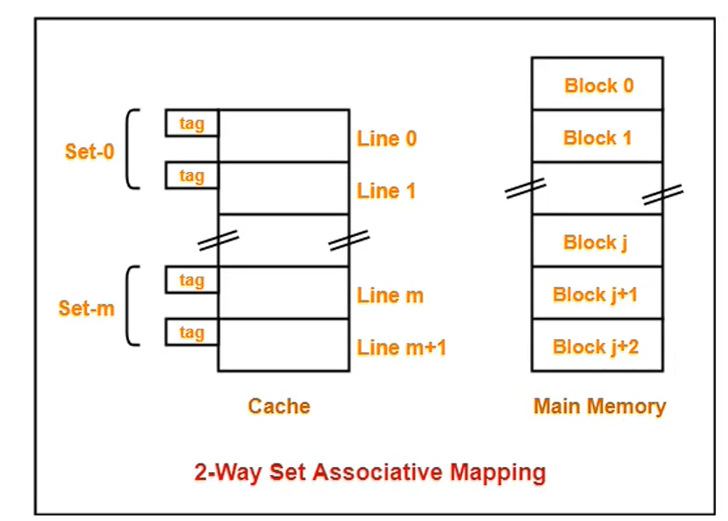 Block 0
tag
Set-0
Line 0
Block 1
tag
Line 1
Block j
tag
Set-m
Line m
Block j+1
tag
Line m+1
Block j+2
Cache
Main Memory
2-Way Set Associative Mapping